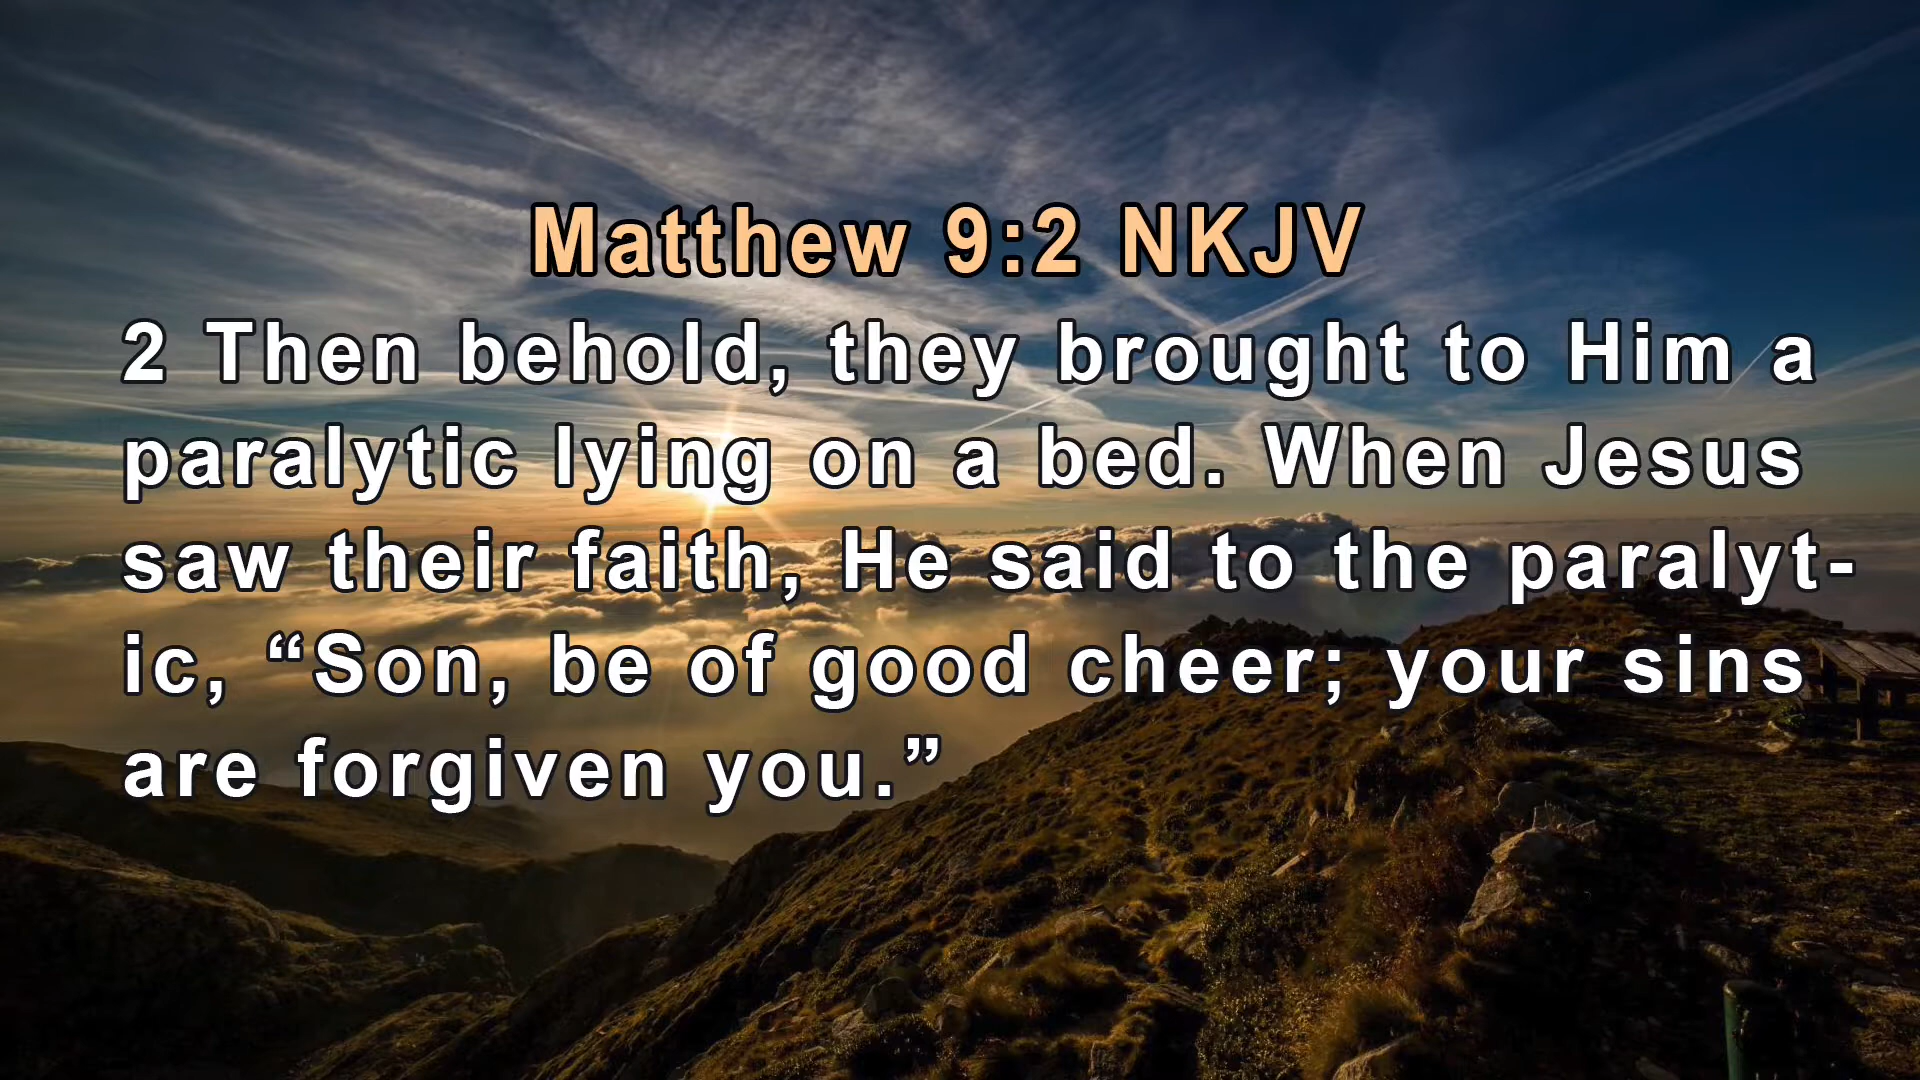 Matthew 9:2 NKJV
2 Then behold, they brought to Him a
paralytic lying on a bed. When Jesus
saw their faith, He said to the paralyt-
ic, “Son, be of good cheer; your sins
are forgiven you.”